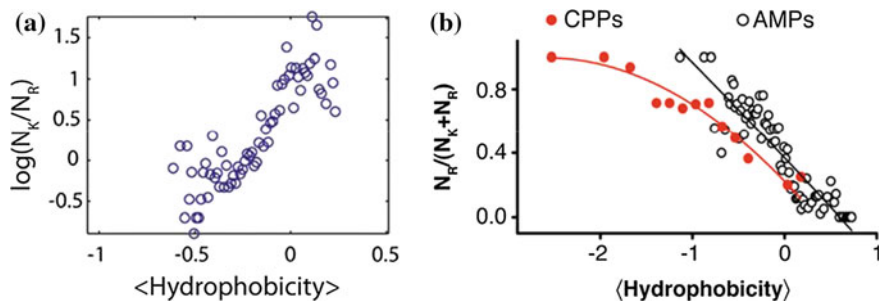 (a)
log(N_K/N_R)
1.5
1
0.5
0
-0.5
-1
-0.5
0
0.5
<Hydrophobicity>
(b)
CPPs
AMPs
N_R/(N_K+N_R)
0.8
0.4
0.0
-2
-1
0
1
⟨Hydrophobicity⟩